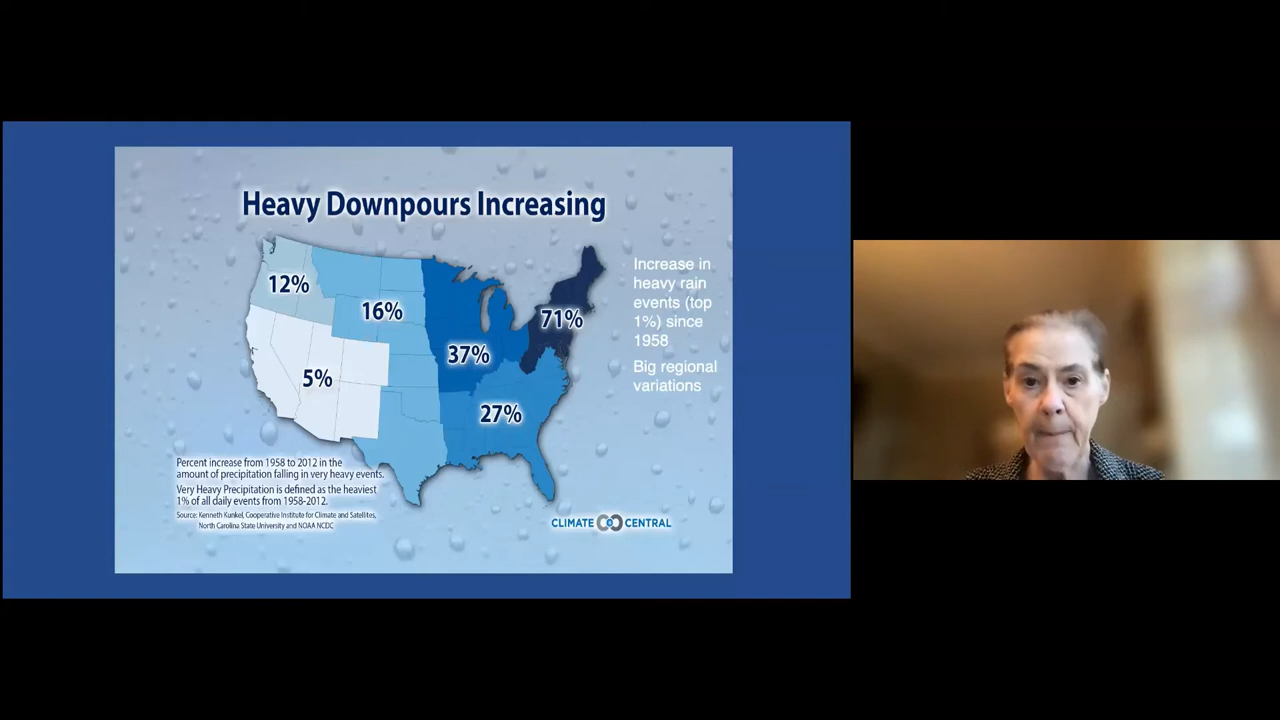 Heavy Downpours Increasing
12%
16%
71%
37%
5%
27%
Increase in
heavy rain
events (top
1%) since
1958
Big regional
variations
Percent increase from 1958 to 2012 in the
amount of precipitation falling in very heavy events.
Very Heavy Precipitation is defined as the heaviest
1% of all daily events from 1958-2012.
Source: Kenneth Kunkel, Cooperative Institute for Climate and Satellites,
North Carolina State University and NOAA NCDC
CLIMATE CENTRAL